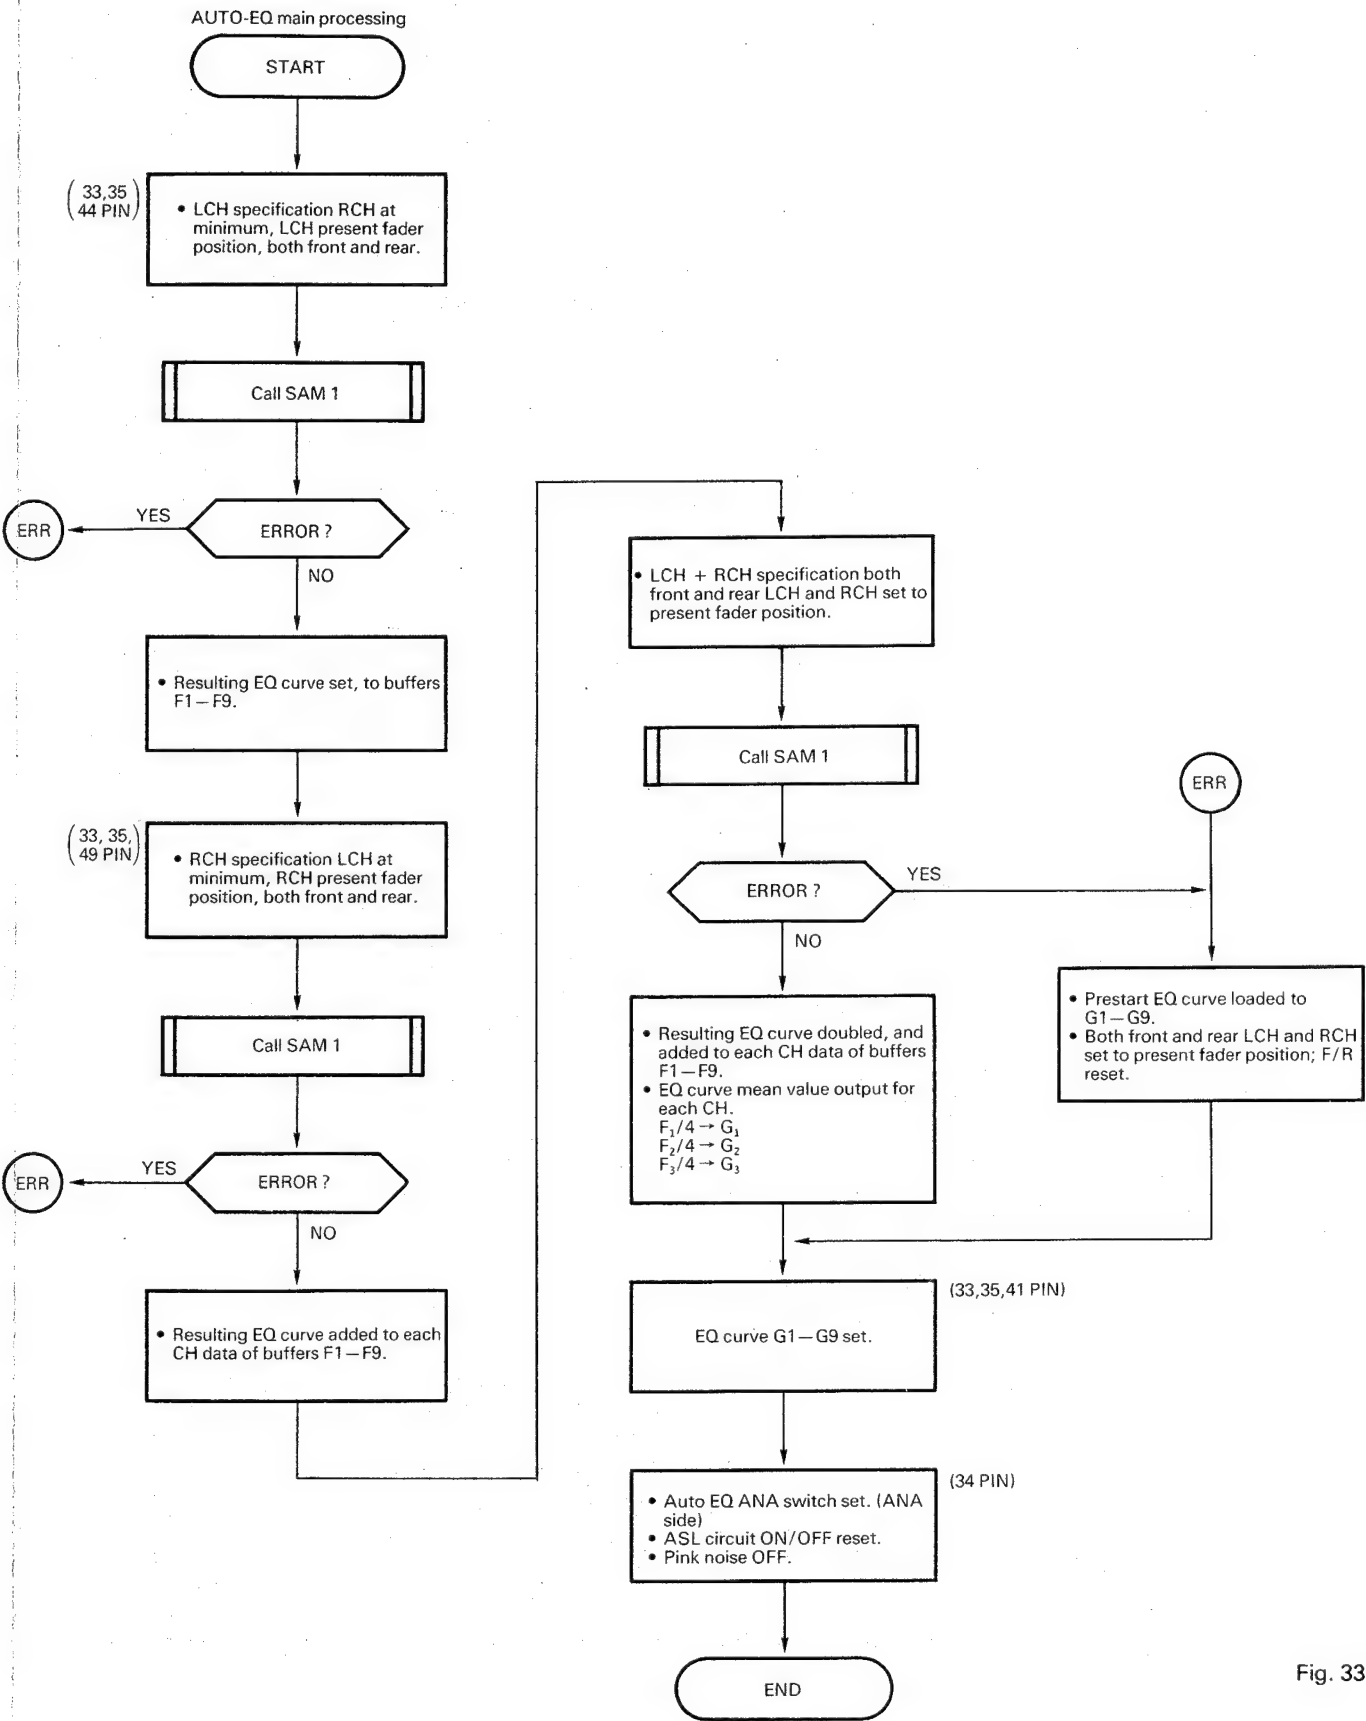 AUTO-EQ main processing
START
(33,35
44 PIN)
• LCH specification RCH at
minimum, LCH present fader
position, both front and rear.
Call SAM 1
ERROR ?
YES
ERR
NO
• Resulting EQ curve set, to buffers
F1—F9.
(33, 35,
49 PIN)
• RCH specification LCH at
minimum, RCH present fader
position, both front and rear.
Call SAM 1
ERROR ?
YES
ERR
NO
• Resulting EQ curve added to each
CH data of buffers F1—F9.
• LCH + RCH specification both
front and rear LCH and RCH set to
present fader position.
Call SAM 1
ERROR ?
YES
NO
ERR
• Prestart EQ curve loaded to
G1—G9.
• Both front and rear LCH and RCH
set to present fader position; F/R
reset.
• Resulting EQ curve doubled, and
added to each CH data of buffers
F1—F9.
• EQ curve mean value output for
each CH.
F₁/4 → G₁
F₂/4 → G₂
F₃/4 → G₃
(33,35,41 PIN)
EQ curve G1—G9 set.
(34 PIN)
• Auto EQ ANA switch set. (ANA
side)
• ASL circuit ON/OFF reset.
• Pink noise OFF.
END
Fig. 33